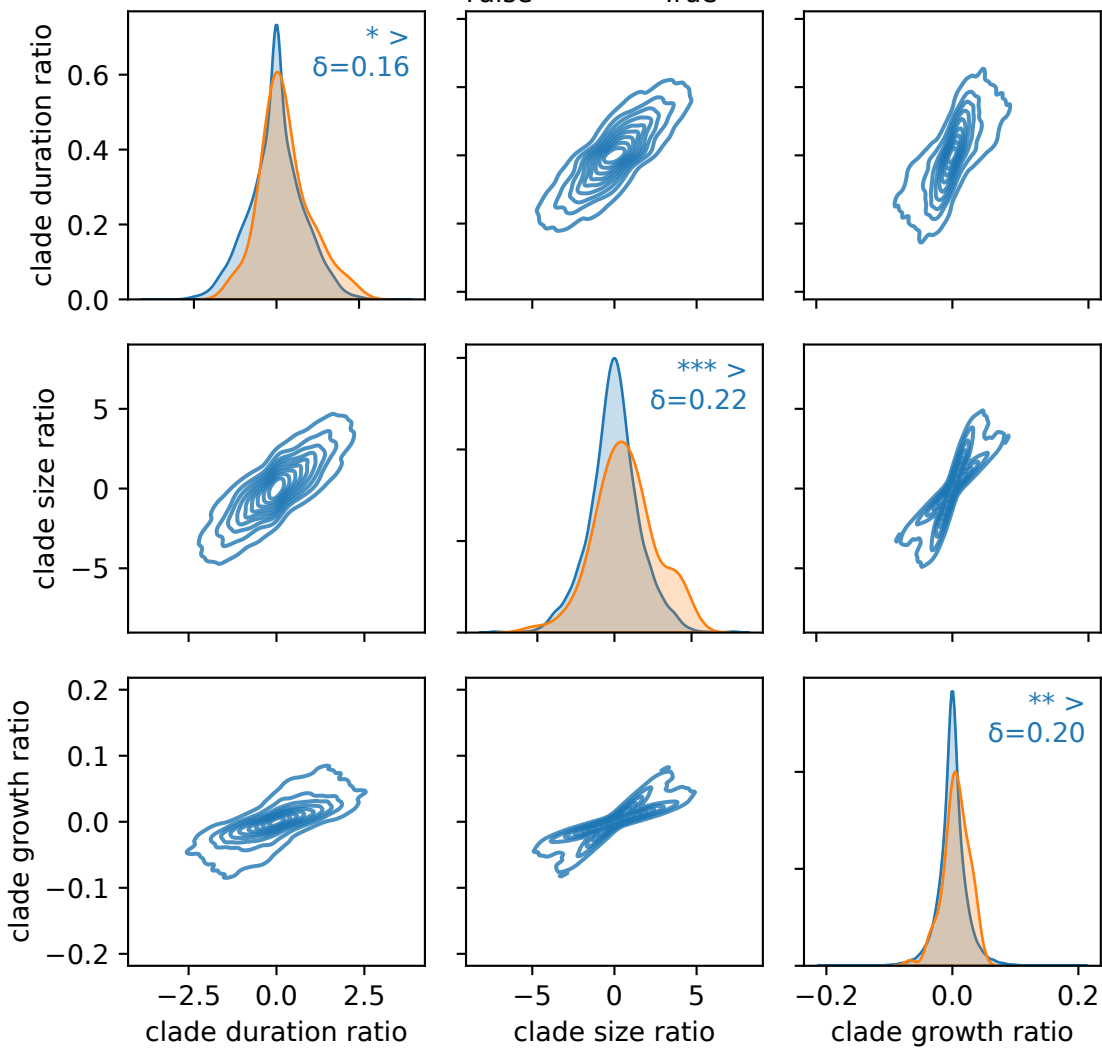 clade duration ratio
0.6
0.4
0.2
0.0
* >
δ=0.16
clade size ratio
5
0
−5
*** >
δ=0.22
clade growth ratio
0.2
0.1
0.0
−0.1
−0.2
** >
δ=0.20
−2.5 0.0 2.5
−5 0 5
−0.2 0.0 0.2
clade duration ratio
clade size ratio
clade growth ratio